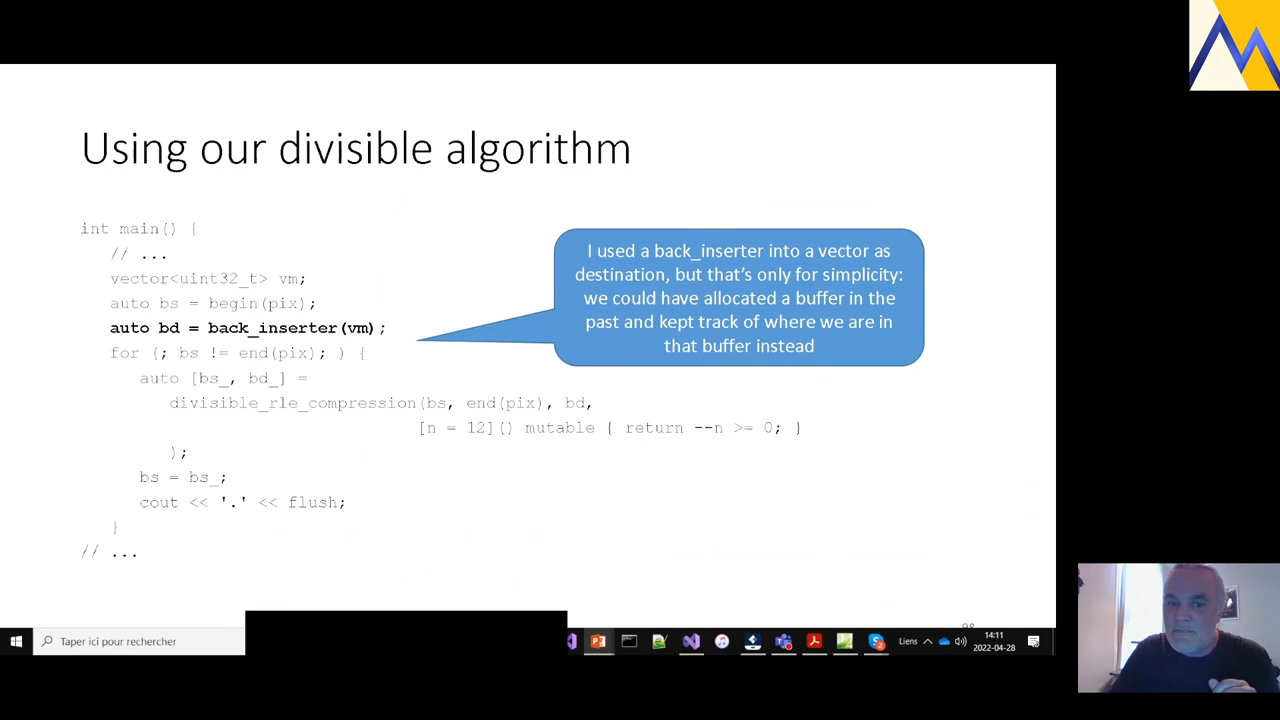 Using our divisible algorithm
int main() {
// ...
vector<uint32_t> vm;
auto bs = begin(pix);
auto bd = back_inserter(vm);
for (; bs != end(pix); ) {
auto [bs_, bd_] =
divisible_rle_compression(bs, end(pix), bd,
[n = 12]() mutable { return --n >= 0; }
);
bs = bs_;
cout << '.' << flush;
}
// ...
I used a back_inserter into a vector as
destination, but that's only for simplicity:
we could have allocated a buffer in the
past and kept track of where we are in
that buffer instead
Taper ici pour rechercher
Liens
14:11
2022-04-28